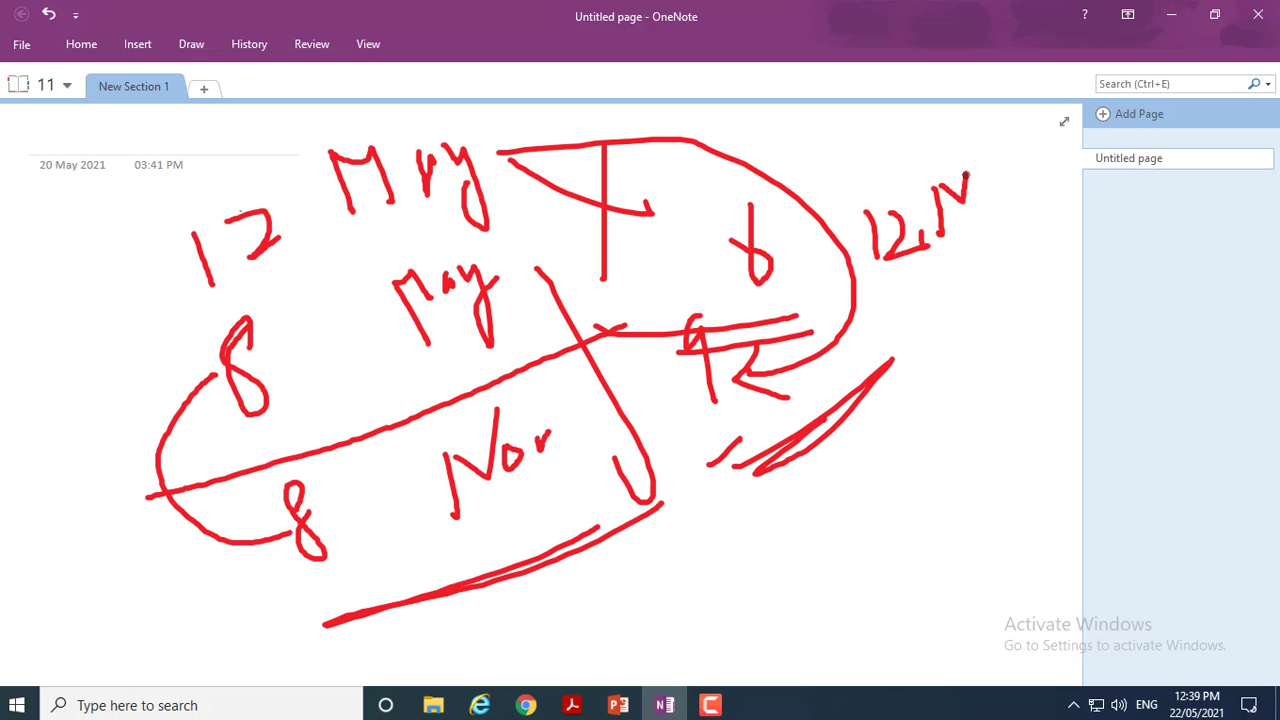 Untitled page - OneNote
?
File Home Insert Draw History Review View
11 New Section 1 +
Search (Ctrl+E)
Add Page
Untitled page
20 May 2021 03:41 PM
May
12
12, N
May
6
8
8
Nov
Activate Windows
Go to Settings to activate Windows.
Type here to search
ENG
12:39 PM
22/05/2021